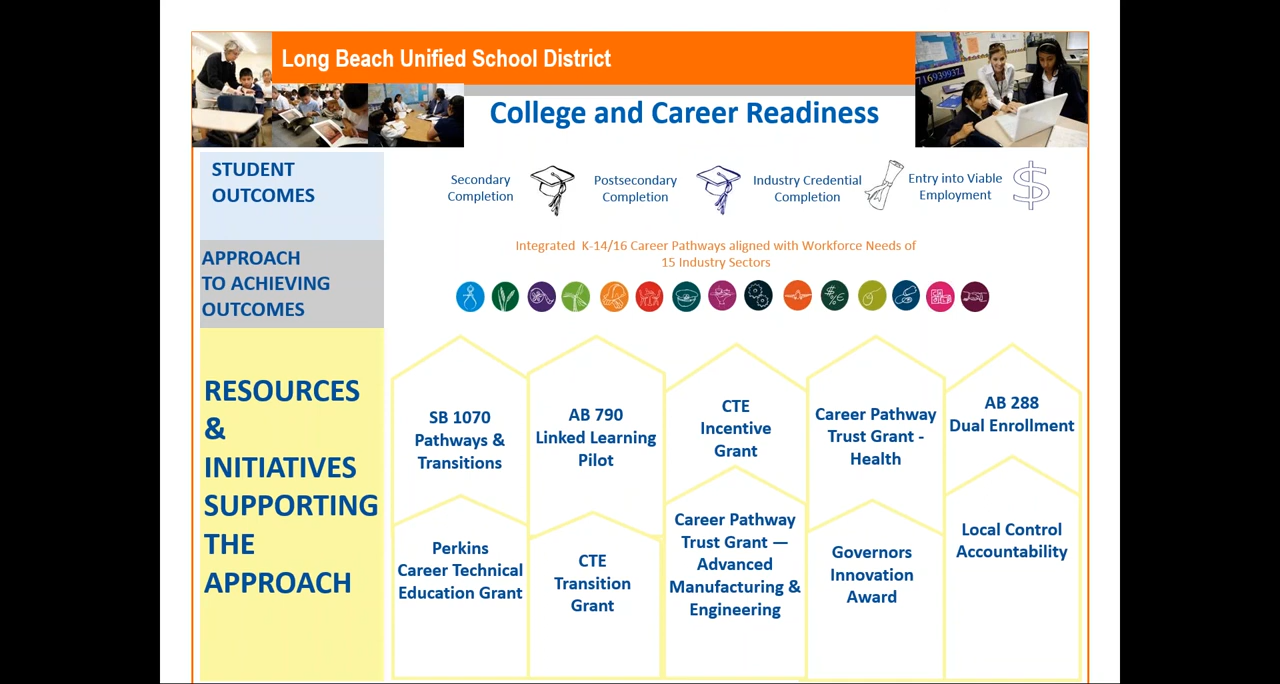 Long Beach Unified School District
College and Career Readiness
716939937
STUDENT
OUTCOMES
Secondary
Completion
Postsecondary
Completion
Industry Credential
Completion
Entry into Viable
Employment
$
APPROACH
TO ACHIEVING
OUTCOMES
Integrated K-14/16 Career Pathways aligned with Workforce Needs of
15 Industry Sectors
RESOURCES
&
INITIATIVES
SUPPORTING
THE
APPROACH
SB 1070
Pathways &
Transitions
AB 790
Linked Learning
Pilot
CTE
Incentive
Grant
Career Pathway
Trust Grant -
Health
AB 288
Dual Enrollment
Perkins
Career Technical
Education Grant
CTE
Transition
Grant
Career Pathway
Trust Grant —
Advanced
Manufacturing &
Engineering
Governors
Innovation
Award
Local Control
Accountability